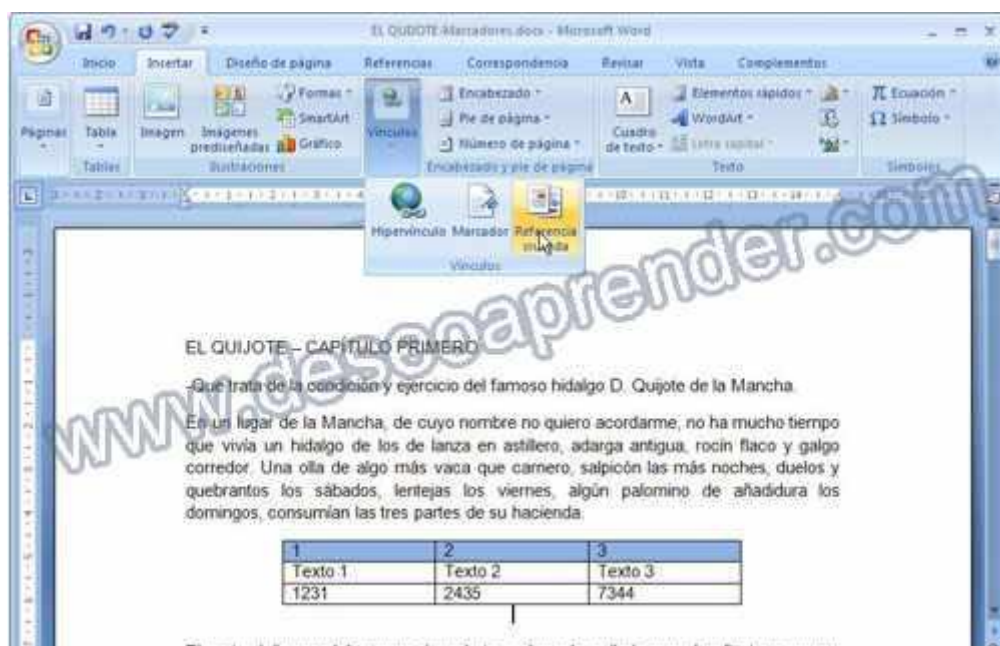 EL QUIJOTE-Marcadores.docx - Microsoft Word
Inicio Insertar Diseño de página Referencias Correspondencia Revisar Vista Complementos
Páginas
Tabla
Tablas
Imagen
Imágenes
prediseñadas
Formas
SmartArt
Gráfico
Ilustraciones
Vínculos
Encabezado
Pie de página
Número de página
Encabezado y pie de página
Cuadro
de texto
Elementos rápidos
WordArt
Letra capital
Texto
Ecuación
Símbolo
Símbolos
Hipervínculo Marcador Referencia
Vínculos
www.deseoaprender.com
EL QUIJOTE – CAPÍTULO PRIMERO
-Que trata de la condición y ejercicio del famoso hidalgo D. Quijote de la Mancha.
En un lugar de la Mancha, de cuyo nombre no quiero acordarme, no ha mucho tiempo
que vivía un hidalgo de los de lanza en astillero, adarga antigua, rocín flaco y galgo
corredor. Una olla de algo más vaca que carnero, salpicón las más noches, duelos y
quebrantos los sábados, lentejas los viernes, algún palomino de añadidura los
domingos, consumían las tres partes de su hacienda.
1 2 3
Texto 1 Texto 2 Texto 3
1231 2435 7344